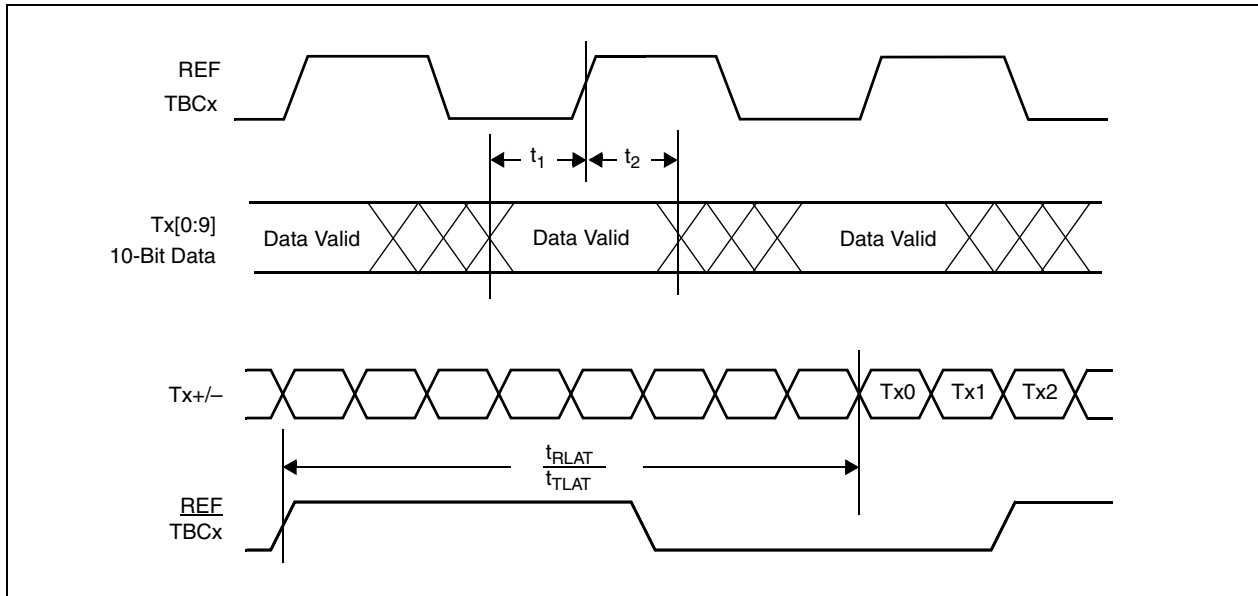 REF
TBCx
t1
t2
Tx[0:9]
10-Bit Data
Data Valid
Data Valid
Data Valid
Tx+/–
Tx0
Tx1
Tx2
tRLAT
tTLAT
REF
TBCx